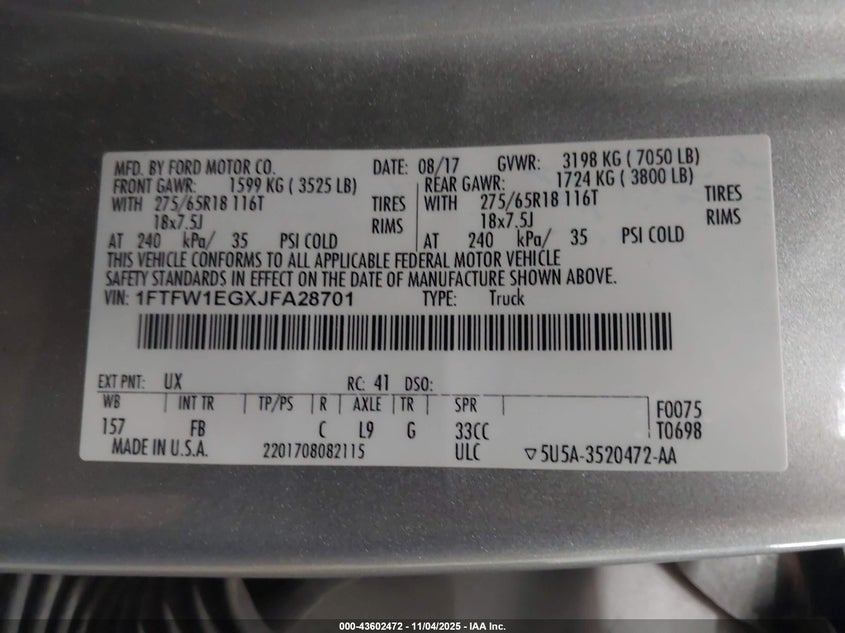 MFD. BY FORD MOTOR CO. DATE: 08/17 GVWR: 3198 KG ( 7050 LB)
FRONT GAWR: 1599 KG ( 3525 LB) REAR GAWR: 1724 KG ( 3800 LB)
WITH 275/65R18 116T TIRES WITH 275/65R18 116T TIRES
18x7.5J RIMS 18x7.5J RIMS
AT 240 kPa/ 35 PSI COLD AT 240 kPa/ 35 PSI COLD
THIS VEHICLE CONFORMS TO ALL APPLICABLE FEDERAL MOTOR VEHICLE
SAFETY STANDARDS IN EFFECT ON THE DATE OF MANUFACTURE SHOWN ABOVE.
VIN: 1FTFW1EGXJFA28701 TYPE: Truck
EXT PNT: UX RC: 41 DSO:
WB INT TR TP/PS R AXLE TR SPR F0075
157 FB C L9 G 33CC T0698
MADE IN U.S.A. 2201708082115 ULC ▽5U5A-3520472-AA
000-43602472 — 11/04/2025 — IAA Inc.